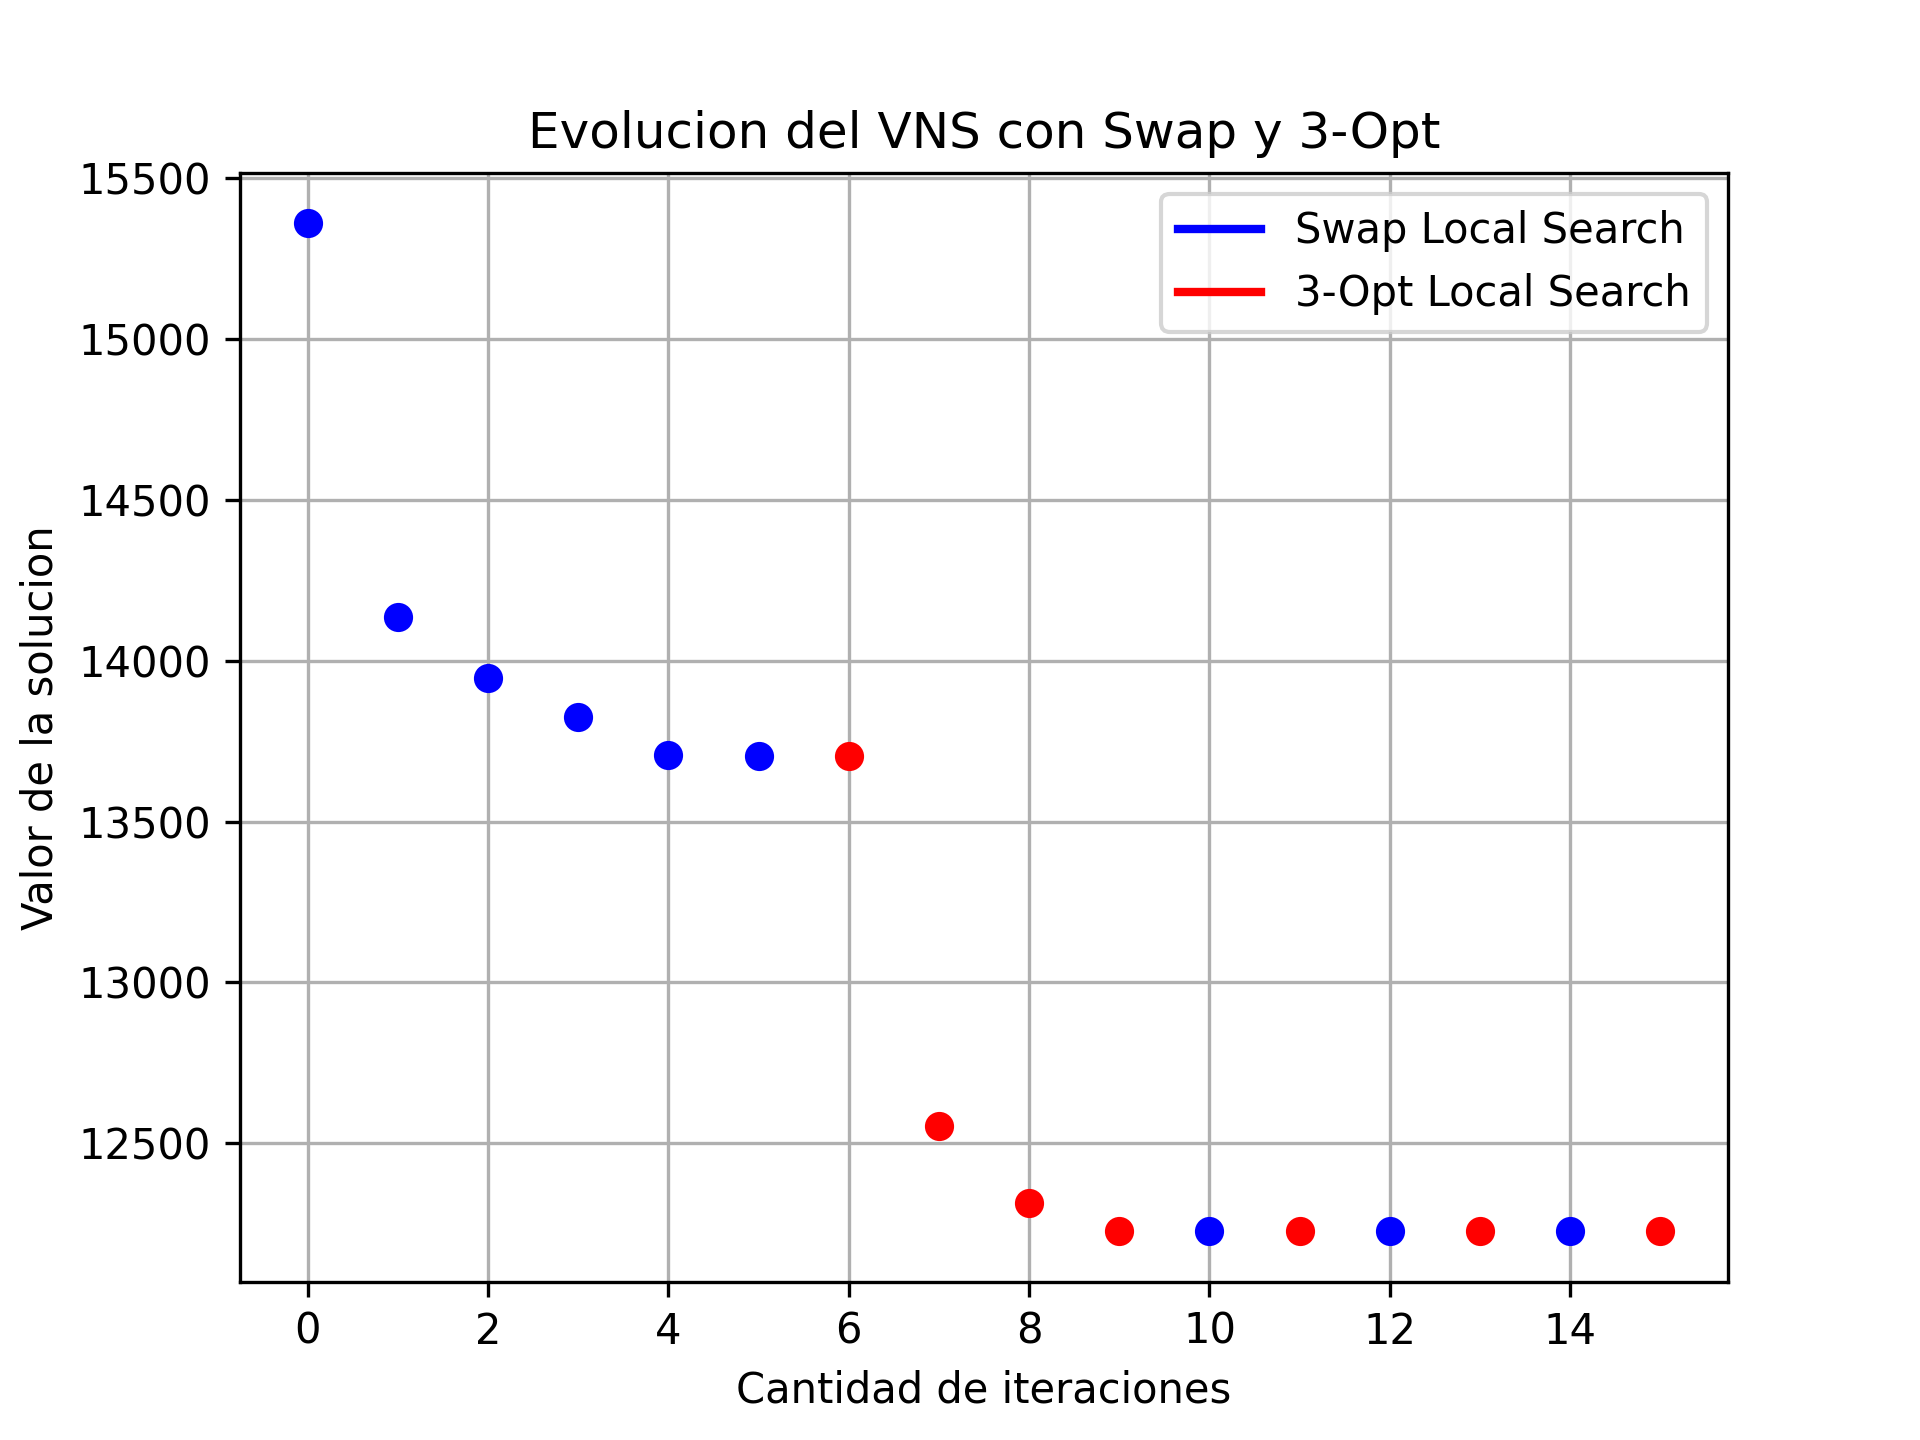 Evolucion del VNS con Swap y 3-Opt
Swap Local Search
3-Opt Local Search
Valor de la solucion
15500
15000
14500
14000
13500
13000
12500
0 2 4 6 8 10 12 14
Cantidad de iteraciones